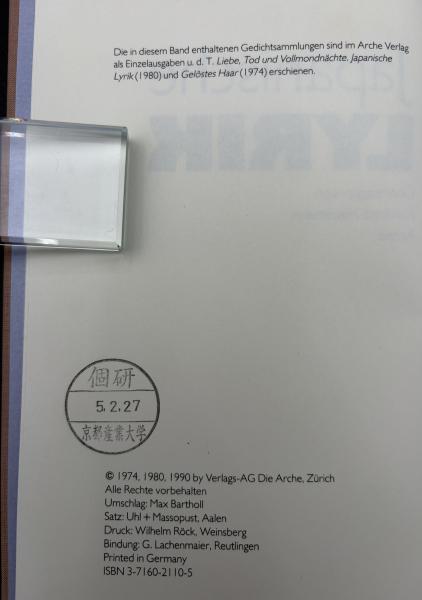 Die in diesem Band enthaltenen Gedichtsammlungen sind im Arche Verlag
als Einzelausgaben u. d. T. Liebe, Tod und Vollmondnächte. Japanische
Lyrik (1980) und Gelöstes Haar (1974) erschienen.
個研
5.2.27
京都産業大学
© 1974, 1980, 1990 by Verlags-AG Die Arche, Zürich
Alle Rechte vorbehalten
Umschlag: Max Bartholl
Satz: Uhl + Massopust, Aalen
Druck: Wilhelm Röck, Weinsberg
Bindung: G. Lachenmaier, Reutlingen
Printed in Germany
ISBN 3-7160-2110-5